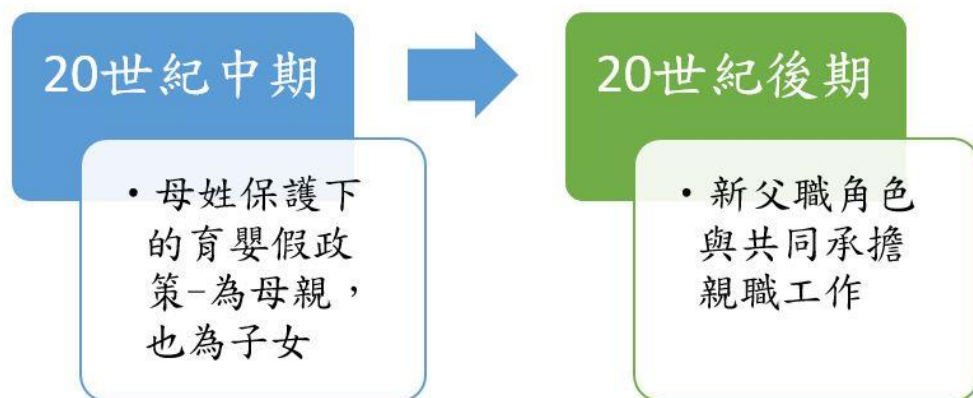 20世紀中期
• 母姓保護下
的育嬰假政
策-為母親，
也為子女
20世紀後期
• 新父職角色
與共同承擔
親職工作